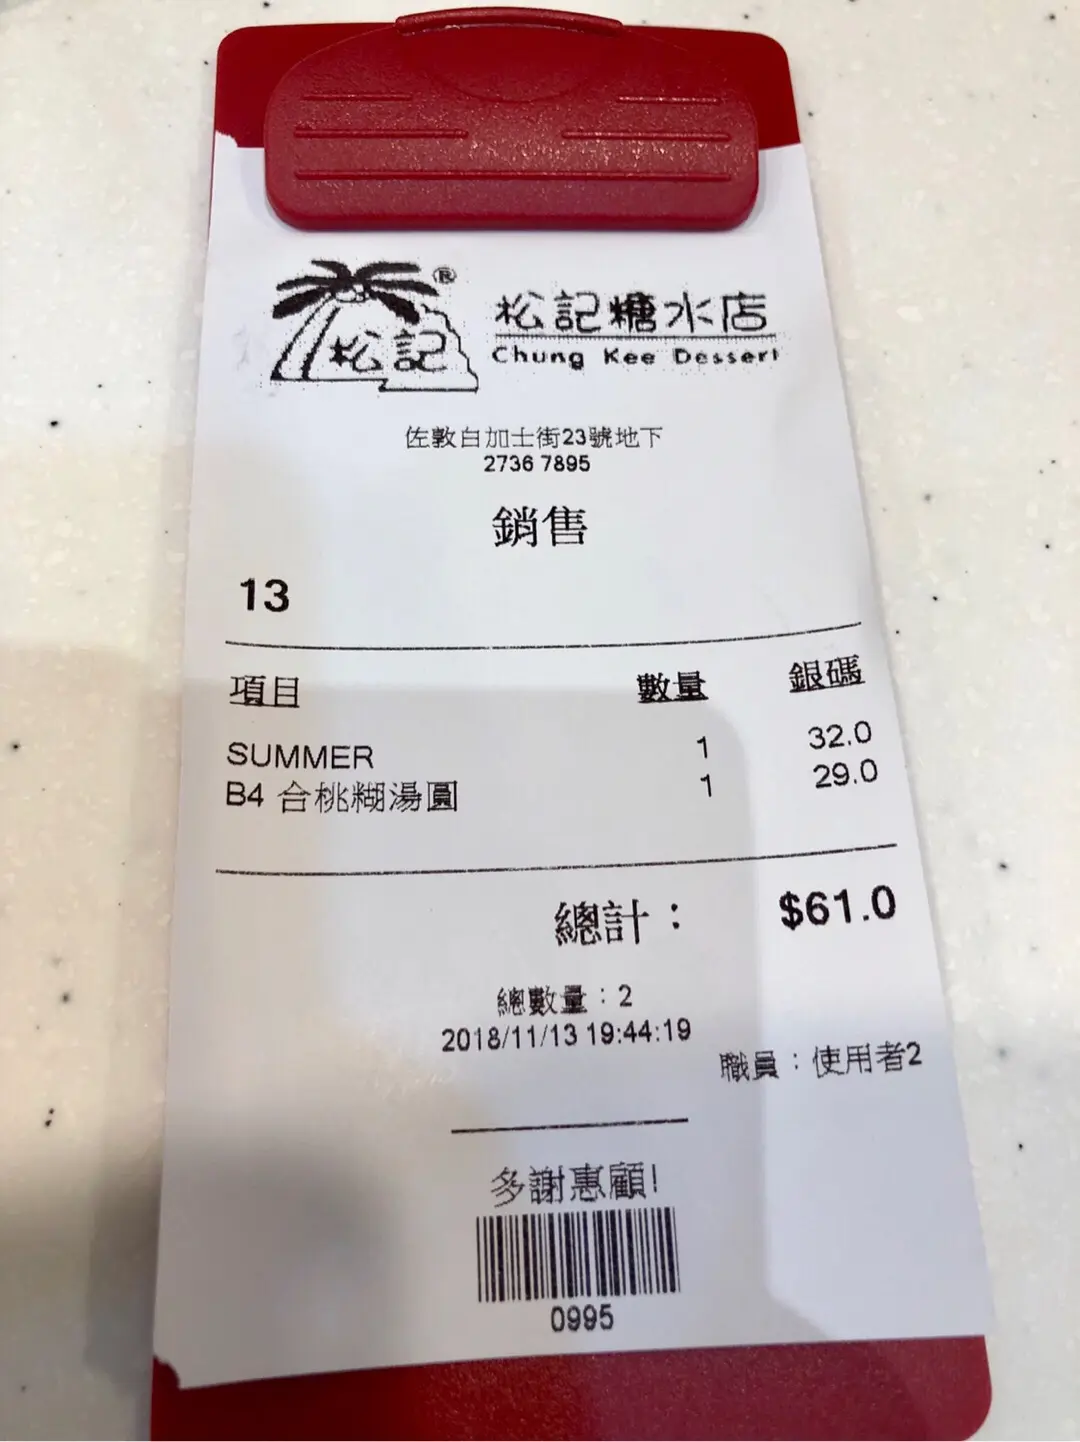 松記®
松記糖水店
Chung Kee Dessert
佐敦白加士街23號地下
2736 7895
銷售
13
項目 數量 銀碼
SUMMER 1 32.0
B4 合桃糊湯圓 1 29.0
總計： $61.0
總數量：2
2018/11/13 19:44:19
職員：使用者2
多謝惠顧!
0995